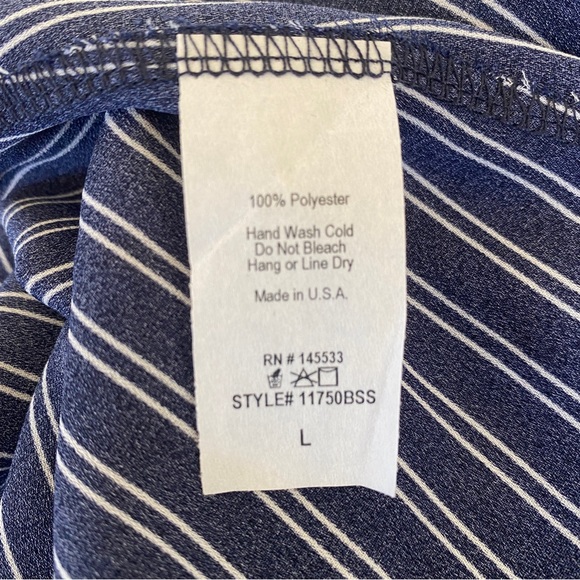 100% Polyester
Hand Wash Cold
Do Not Bleach
Hang or Line Dry
Made in U.S.A.
RN # 145533
STYLE# 11750BSS
L